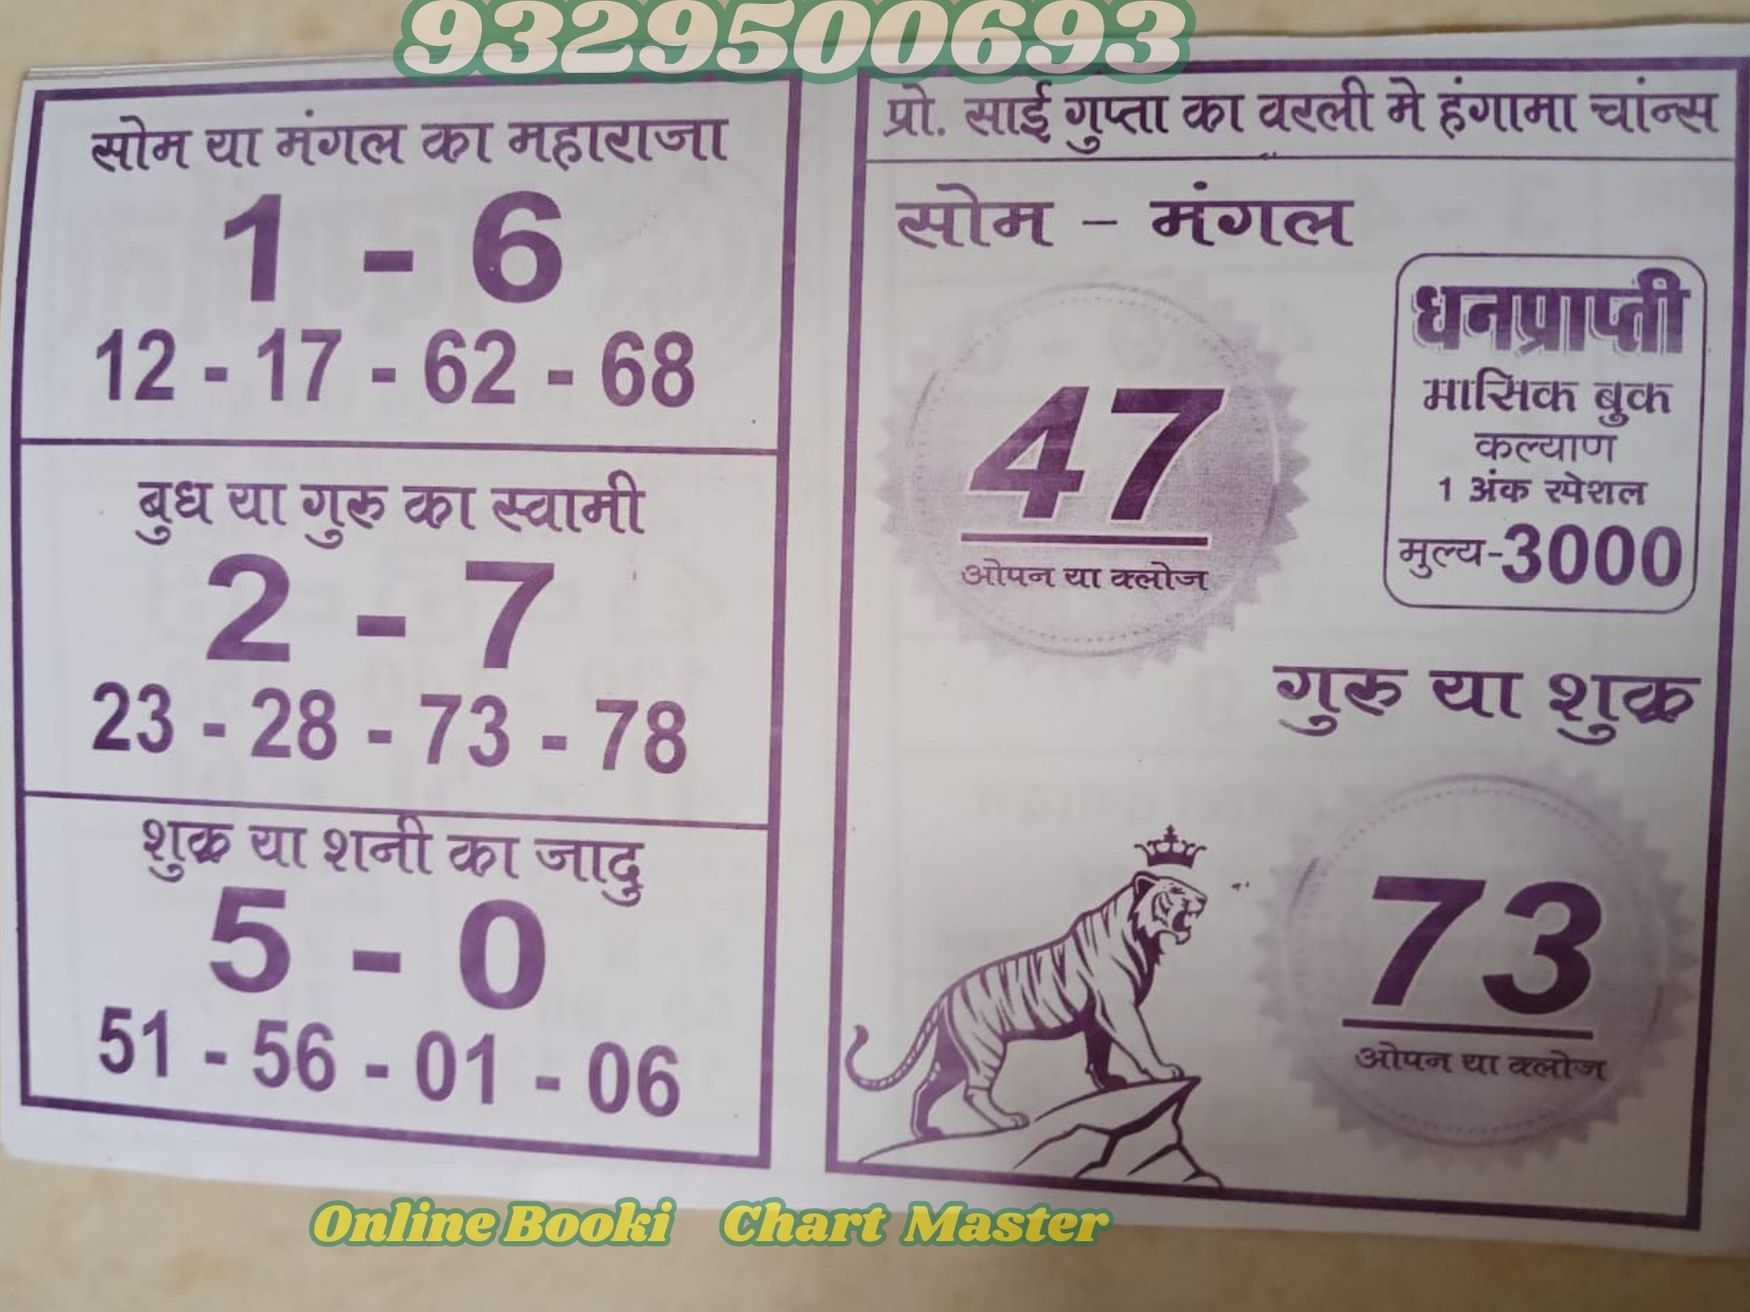 9329500693
सोम या मंगल का महाराजा
1 - 6
12 - 17 - 62 - 68
बुध या गुरु का स्वामी
2 - 7
23 - 28 - 73 - 78
शुक्र या शनी का जादु
5 - 0
51 - 56 - 01 - 06
प्रो. साई गुप्ता का वरली मे हंगामा चांन्स
सोम - मंगल
47
ओपन या क्लोज
धनप्राप्ती
मासिक बुक
कल्याण
1 अंक स्पेशल
मुल्य-3000
गुरु या शुक्र
73
ओपन या क्लोज
Online Booki Chart Master